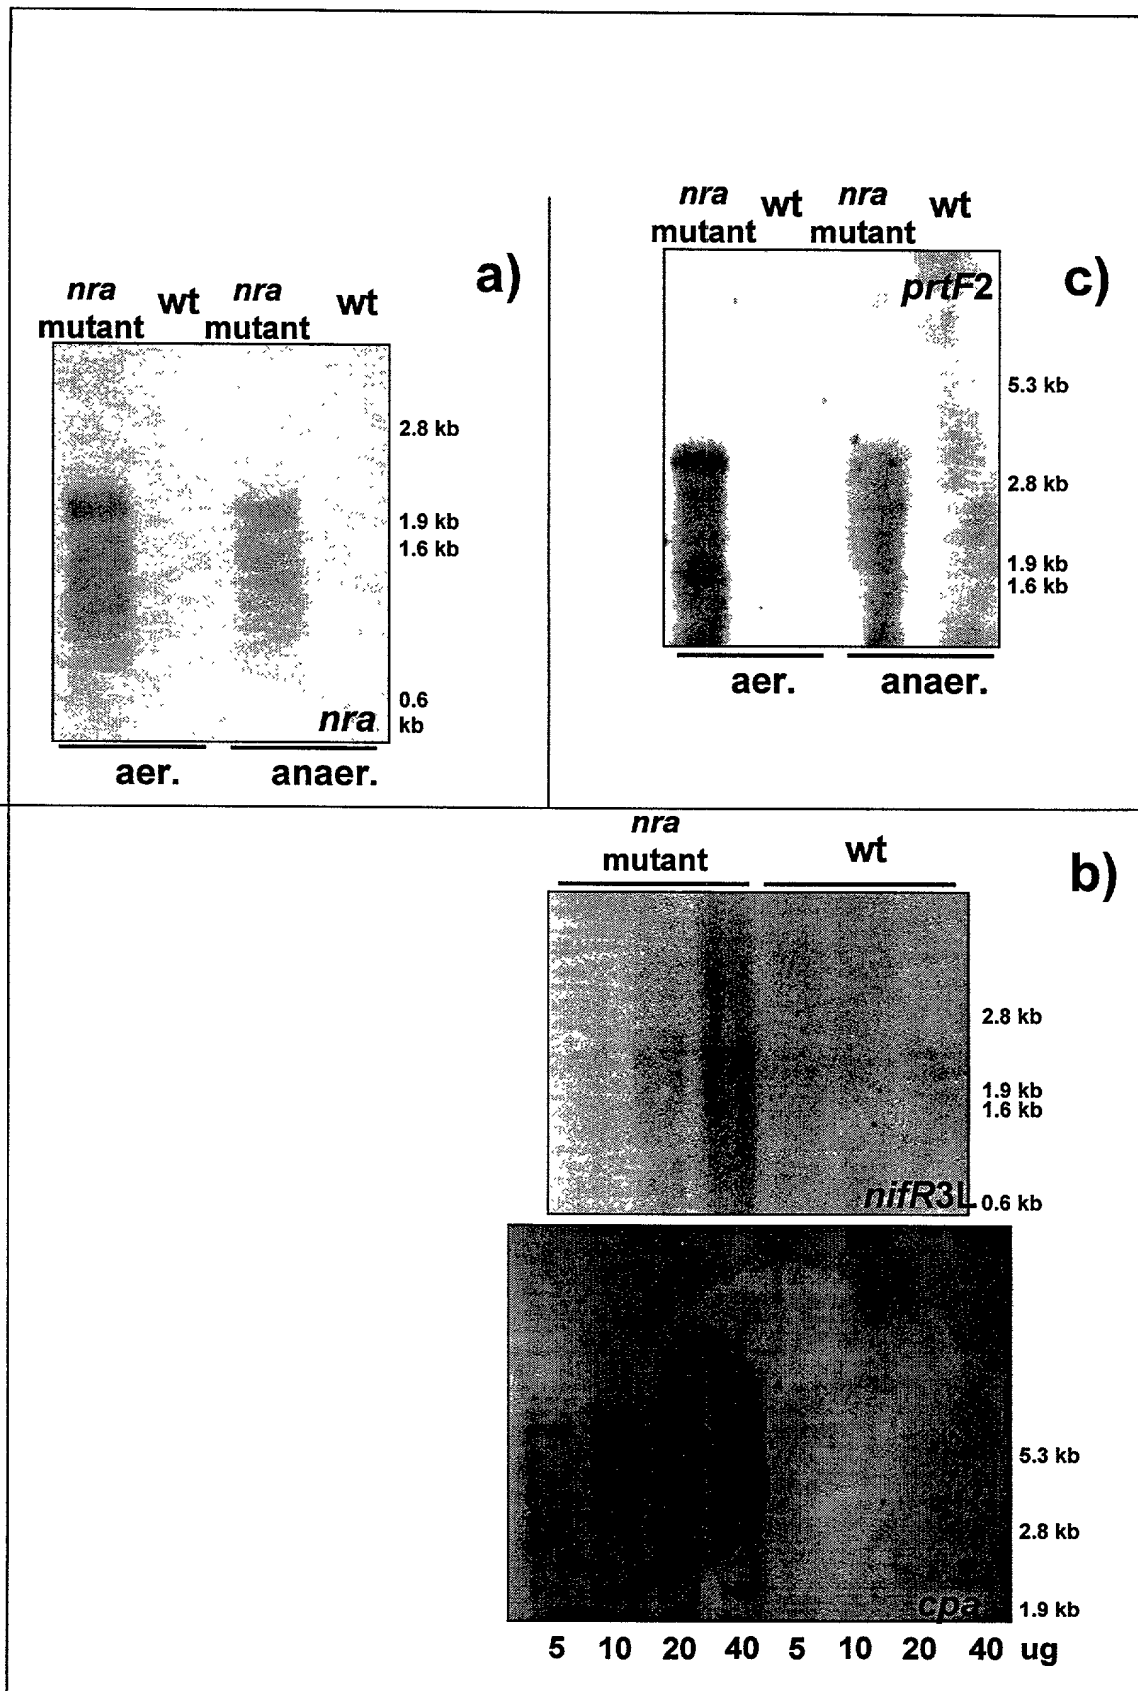 a)
nra wt nra wt
mutant mutant
2.8 kb
1.9 kb
1.6 kb
0.6
kb
nra
aer. anaer.
c)
nra wt nra wt
mutant mutant
prtF2
5.3 kb
2.8 kb
1.9 kb
1.6 kb
aer. anaer.
b)
nra
mutant wt
2.8 kb
1.9 kb
1.6 kb
nifR3L 0.6 kb
5.3 kb
2.8 kb
cpa 1.9 kb
5 10 20 40 5 10 20 40 ug